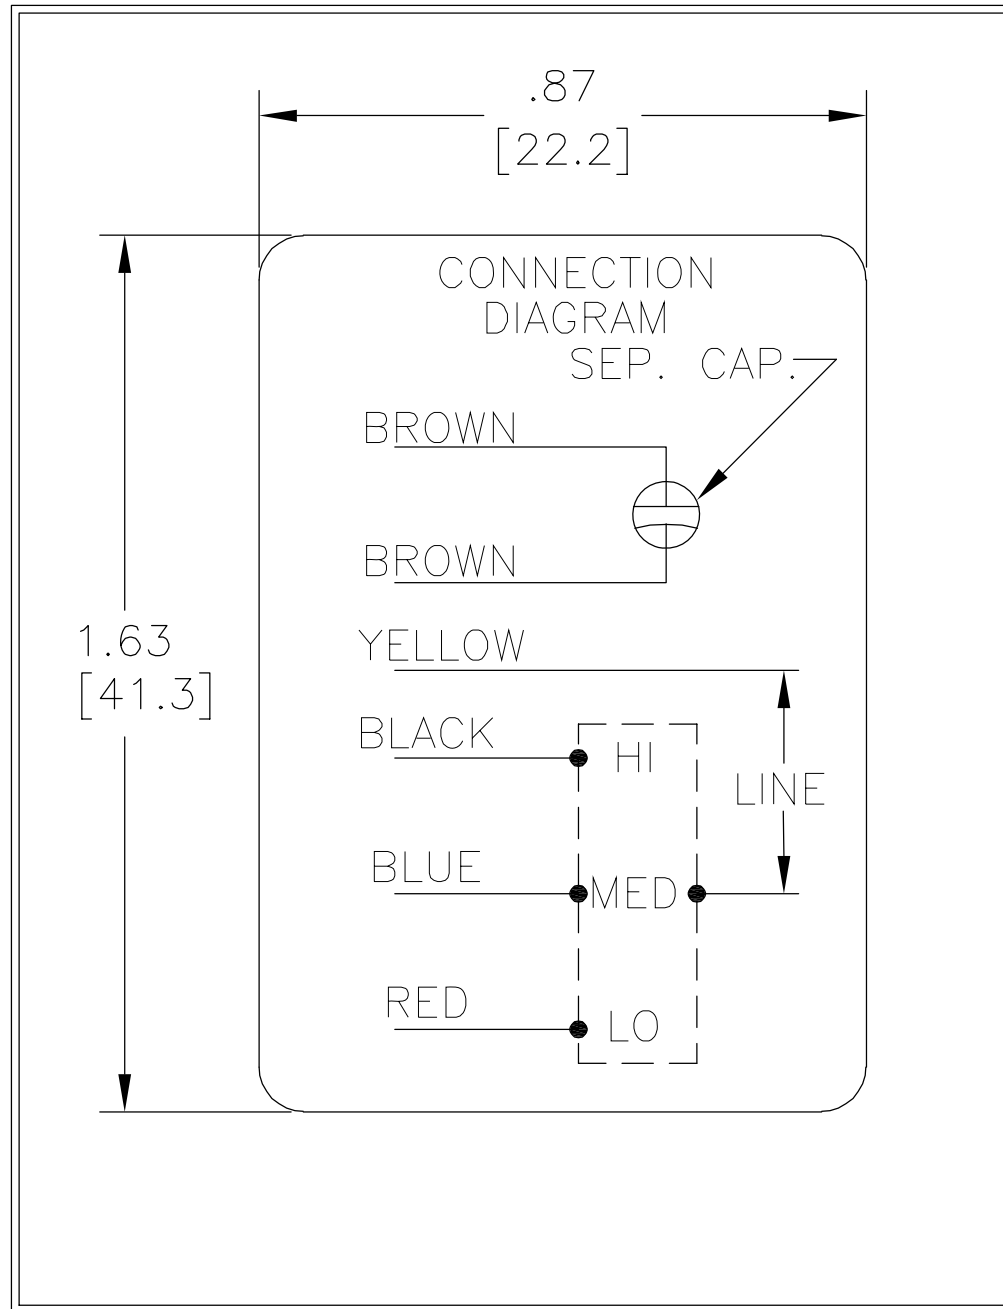 .87
[22.2]
CONNECTION
DIAGRAM
SEP. CAP.
BROWN
BROWN
1.63
[41.3]
YELLOW
BLACK
HI
LINE
BLUE
MED
RED
LO